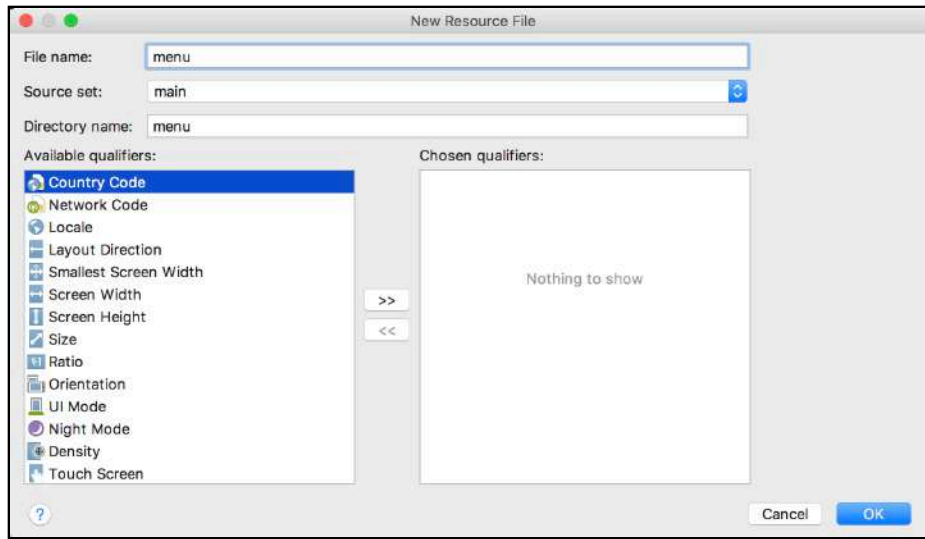 New Resource File
File name: menu
Source set: main
Directory name: menu
Available qualifiers: Chosen qualifiers:
Country Code
Network Code
Locale
Layout Direction
Smallest Screen Width
Screen Width
Screen Height
Size
Ratio
Orientation
UI Mode
Night Mode
Density
Touch Screen
>>
<<
Nothing to show
?
Cancel OK